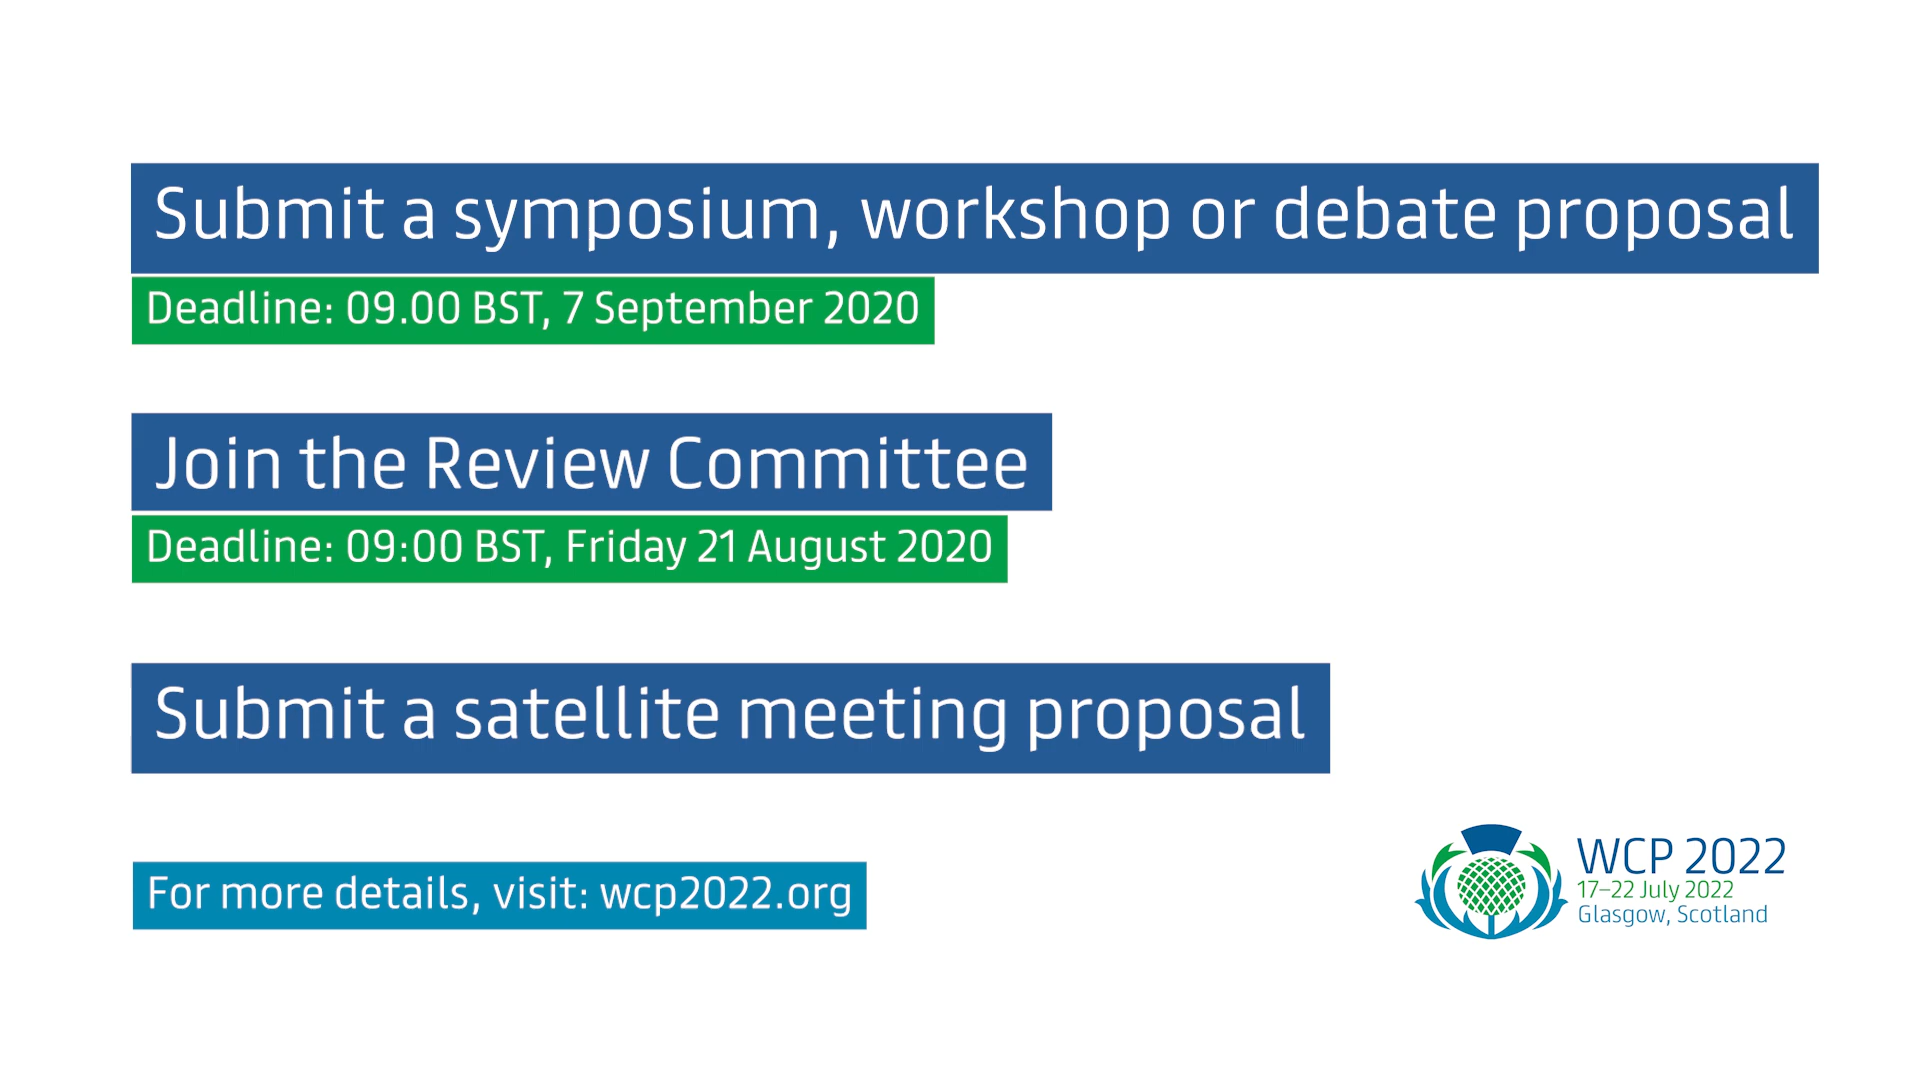 Submit a symposium, workshop or debate proposal
Deadline: 09.00 BST, 7 September 2020
Join the Review Committee
Deadline: 09:00 BST, Friday 21 August 2020
Submit a satellite meeting proposal
For more details, visit: wcp2022.org
WCP 2022
17–22 July 2022
Glasgow, Scotland